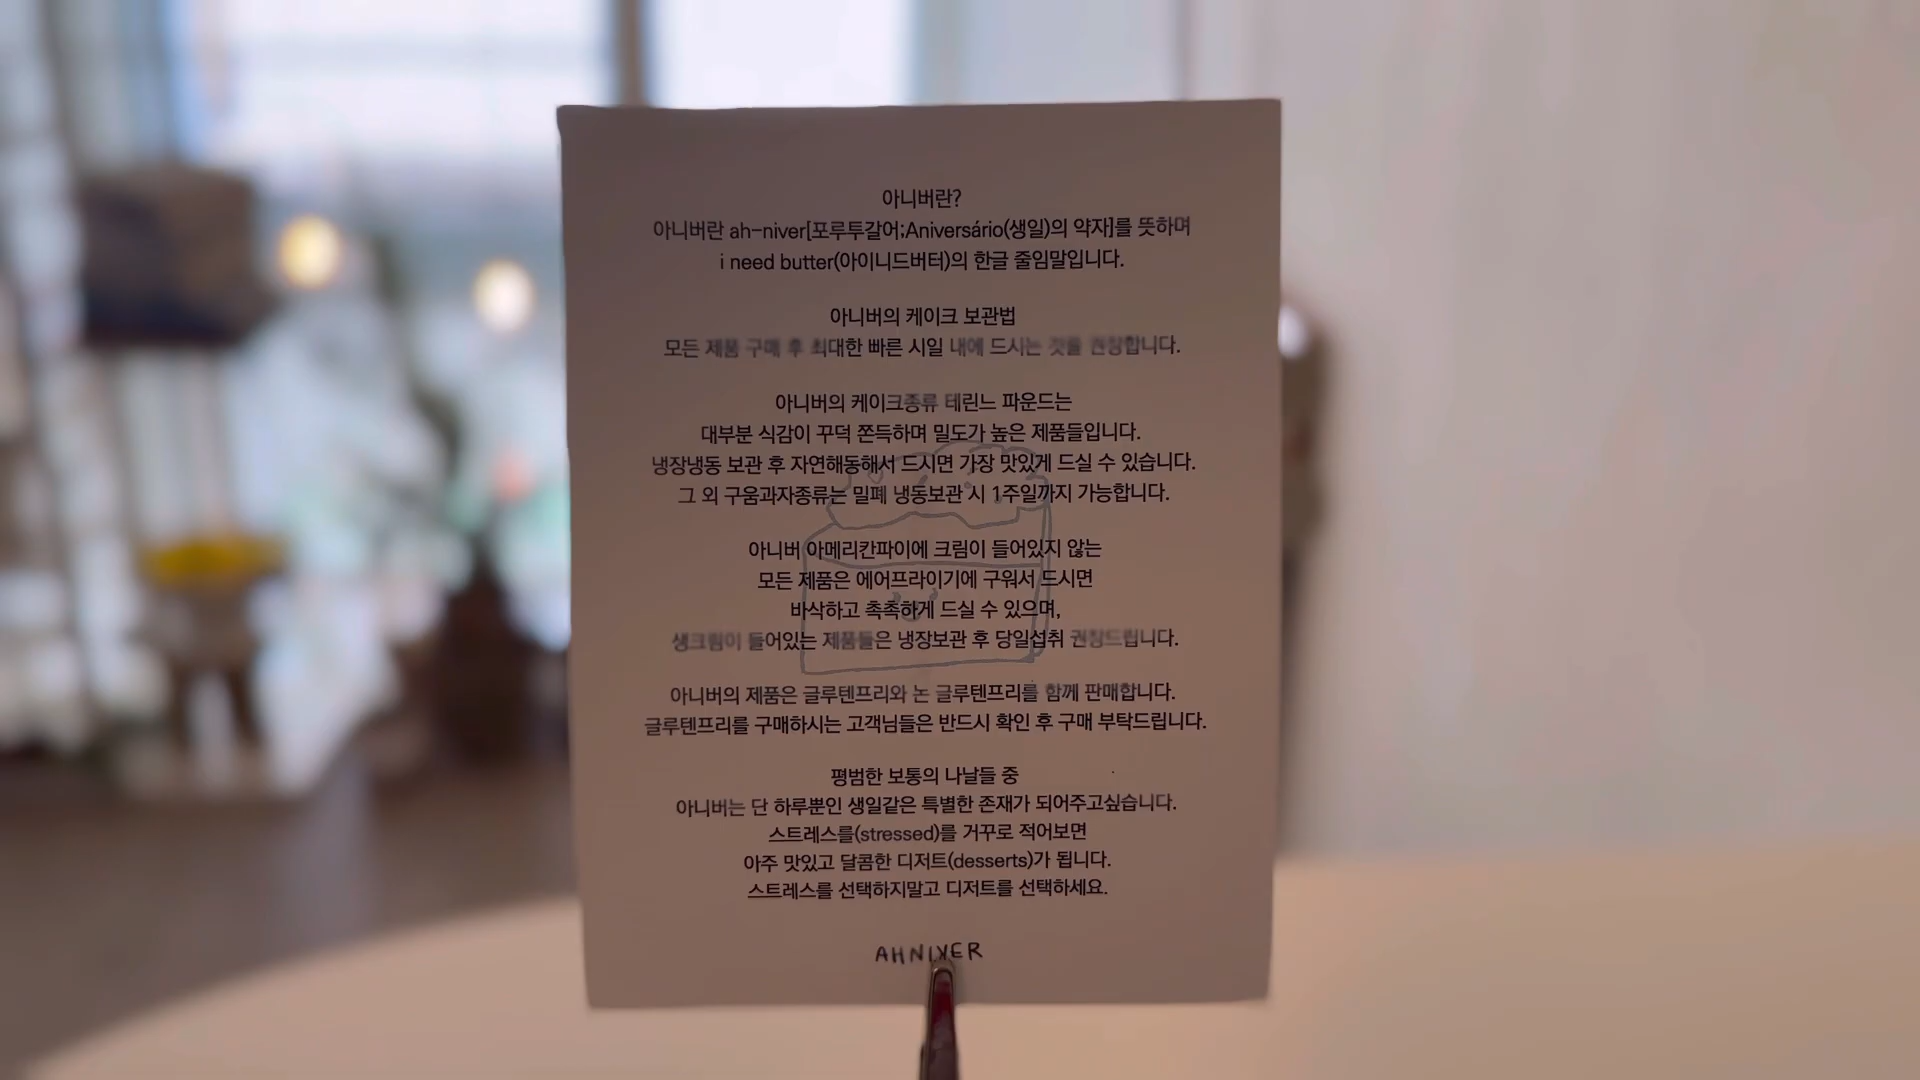 아니버란?
아니버란 ah-niver[포루투갈어;Aniversário(생일)의 약자]를 뜻하며
i need butter(아이니드버터)의 한글 줄임말입니다.
아니버의 케이크 보관법
모든 제품 구매 후 최대한 빠른 시일 내에 드시는 것을 권장합니다.
아니버의 케이크종류 테린느 파운드는
대부분 식감이 꾸덕 쫀득하며 밀도가 높은 제품들입니다.
냉장냉동 보관 후 자연해동해서 드시면 가장 맛있게 드실 수 있습니다.
그 외 구움과자종류는 밀폐 냉동보관 시 1주일까지 가능합니다.
아니버 아메리칸파이에 크림이 들어있지 않는
모든 제품은 에어프라이기에 구워서 드시면
바삭하고 촉촉하게 드실 수 있으며,
생크림이 들어있는 제품들은 냉장보관 후 당일섭취 권장드립니다.
아니버의 제품은 글루텐프리와 논 글루텐프리를 함께 판매합니다.
글루텐프리를 구매하시는 고객님들은 반드시 확인 후 구매 부탁드립니다.
평범한 보통의 나날들 중
아니버는 단 하루뿐인 생일같은 특별한 존재가 되어주고싶습니다.
스트레스를(stressed)를 거꾸로 적어보면
아주 맛있고 달콤한 디저트(desserts)가 됩니다.
스트레스를 선택하지말고 디저트를 선택하세요.
AHNIVER